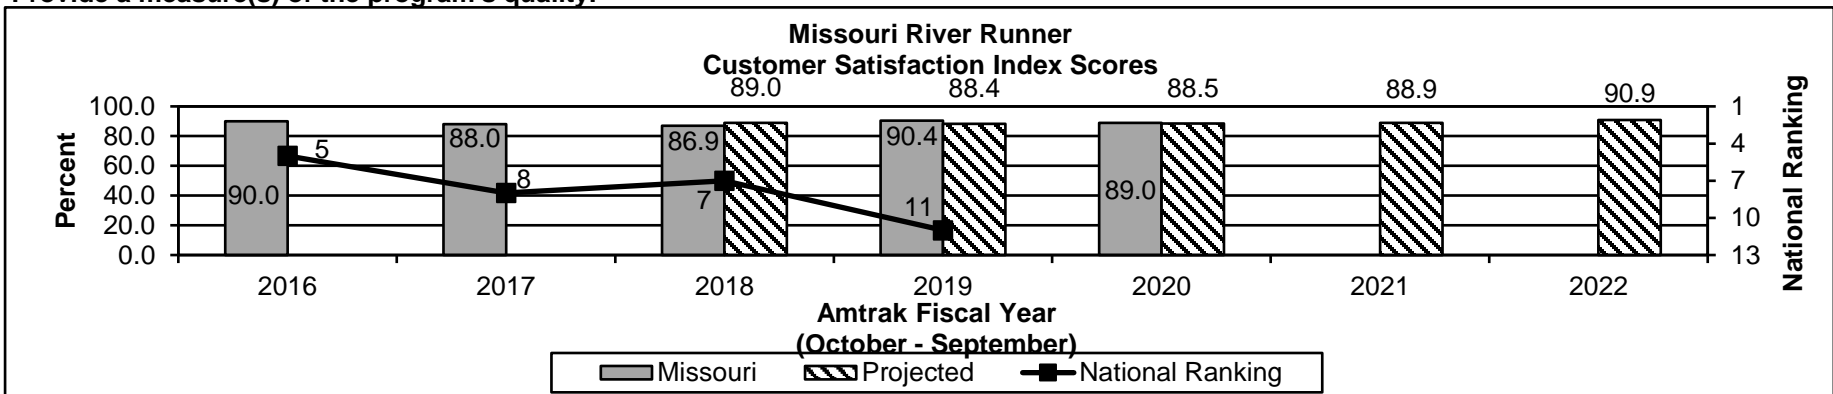 Provide a measure(s) of the program's quality.
Missouri River Runner
Customer Satisfaction Index Scores
89.0 88.4 88.5 88.9 90.9
100.0 1
80.0 88.0 86.9 90.4 4
60.0 5 7
40.0 90.0 8 7 89.0
20.0 11 10
0.0 13
Percent
National Ranking
2016 2017 2018 2019 2020 2021 2022
Amtrak Fiscal Year
(October - September)
Missouri Projected National Ranking